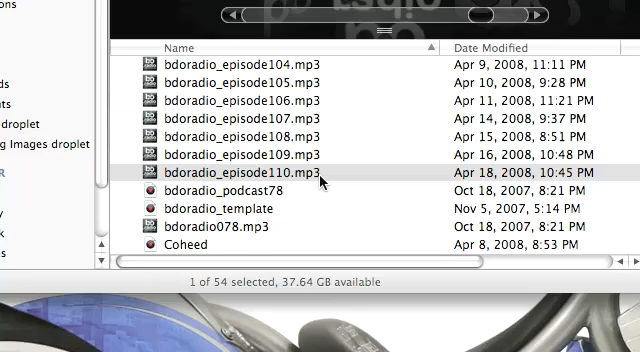 ons
Name Date Modified
bdoradio_episode104.mp3 Apr 9, 2008, 11:11 PM
ds bdoradio_episode105.mp3 Apr 10, 2008, 9:28 PM
nts bdoradio_episode106.mp3 Apr 11, 2008, 11:21 PM
droplet bdoradio_episode107.mp3 Apr 14, 2008, 9:37 PM
ng Images droplet bdoradio_episode108.mp3 Apr 15, 2008, 8:51 PM
bdoradio_episode109.mp3 Apr 16, 2008, 10:48 PM
R bdoradio_episode110.mp3 Apr 18, 2008, 10:45 PM
bdoradio_podcast78 Oct 18, 2007, 8:21 PM
y bdoradio_template Nov 5, 2007, 5:14 PM
k bdoradio078.mp3 Oct 18, 2007, 8:21 PM
s Coheed Apr 8, 2008, 8:53 PM
1 of 54 selected, 37.64 GB available